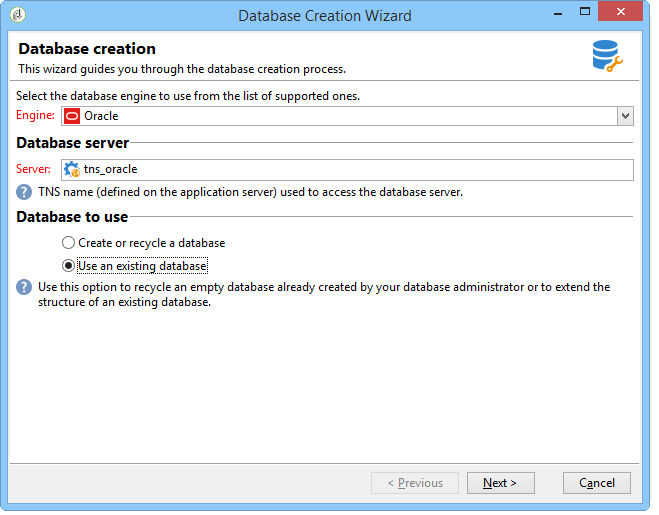 Database Creation Wizard
Database creation
This wizard guides you through the database creation process.
Select the database engine to use from the list of supported ones.
Engine: Oracle
Database server
Server: tns_oracle
TNS name (defined on the application server) used to access the database server.
Database to use
Create or recycle a database
Use an existing database
Use this option to recycle an empty database already created by your database administrator or to extend the
structure of an existing database.
< Previous Next > Cancel